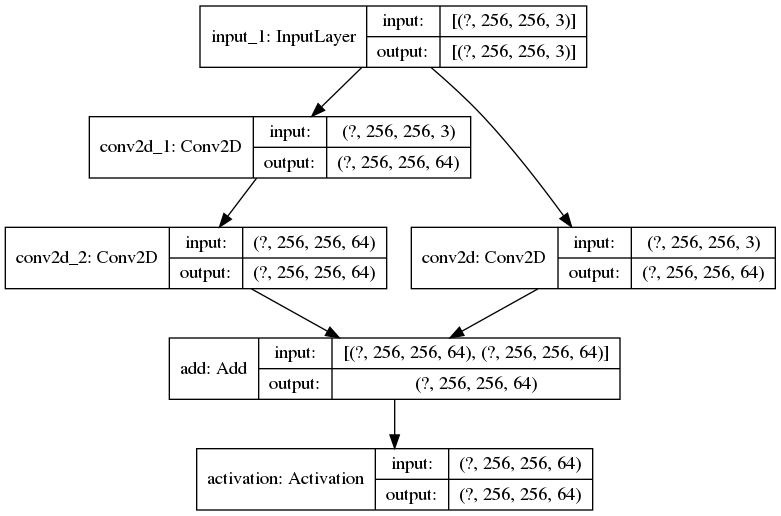 input_1: InputLayer
input: [(?, 256, 256, 3)]
output: [(?, 256, 256, 3)]
conv2d_1: Conv2D
input: (?, 256, 256, 3)
output: (?, 256, 256, 64)
conv2d_2: Conv2D
input: (?, 256, 256, 64)
output: (?, 256, 256, 64)
conv2d: Conv2D
input: (?, 256, 256, 3)
output: (?, 256, 256, 64)
add: Add
input: [(?, 256, 256, 64), (?, 256, 256, 64)]
output: (?, 256, 256, 64)
activation: Activation
input: (?, 256, 256, 64)
output: (?, 256, 256, 64)